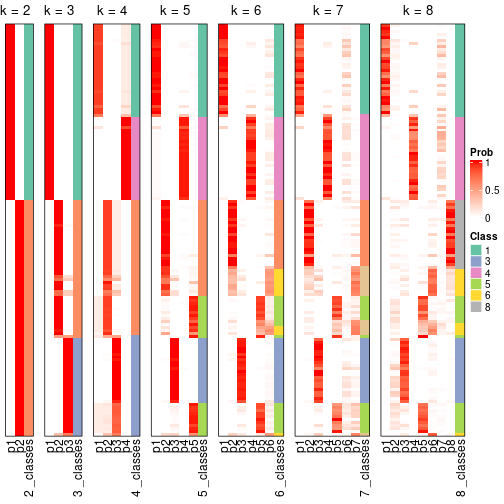 k = 2 k = 3 k = 4 k = 5 k = 6 k = 7 k = 8
Prob
1
0.5
0
Class
1
3
4
5
6
8
p1 p2 2_classes p1 p2 p3 3_classes p1 p2 p3 p4 4_classes p1 p2 p3 p4 p5 5_classes p1 p2 p3 p4 p5 p6 6_classes p1 p2 p3 p4 p5 p6 p7 7_classes p1 p2 p3 p4 p5 p6 p7 p8 8_classes